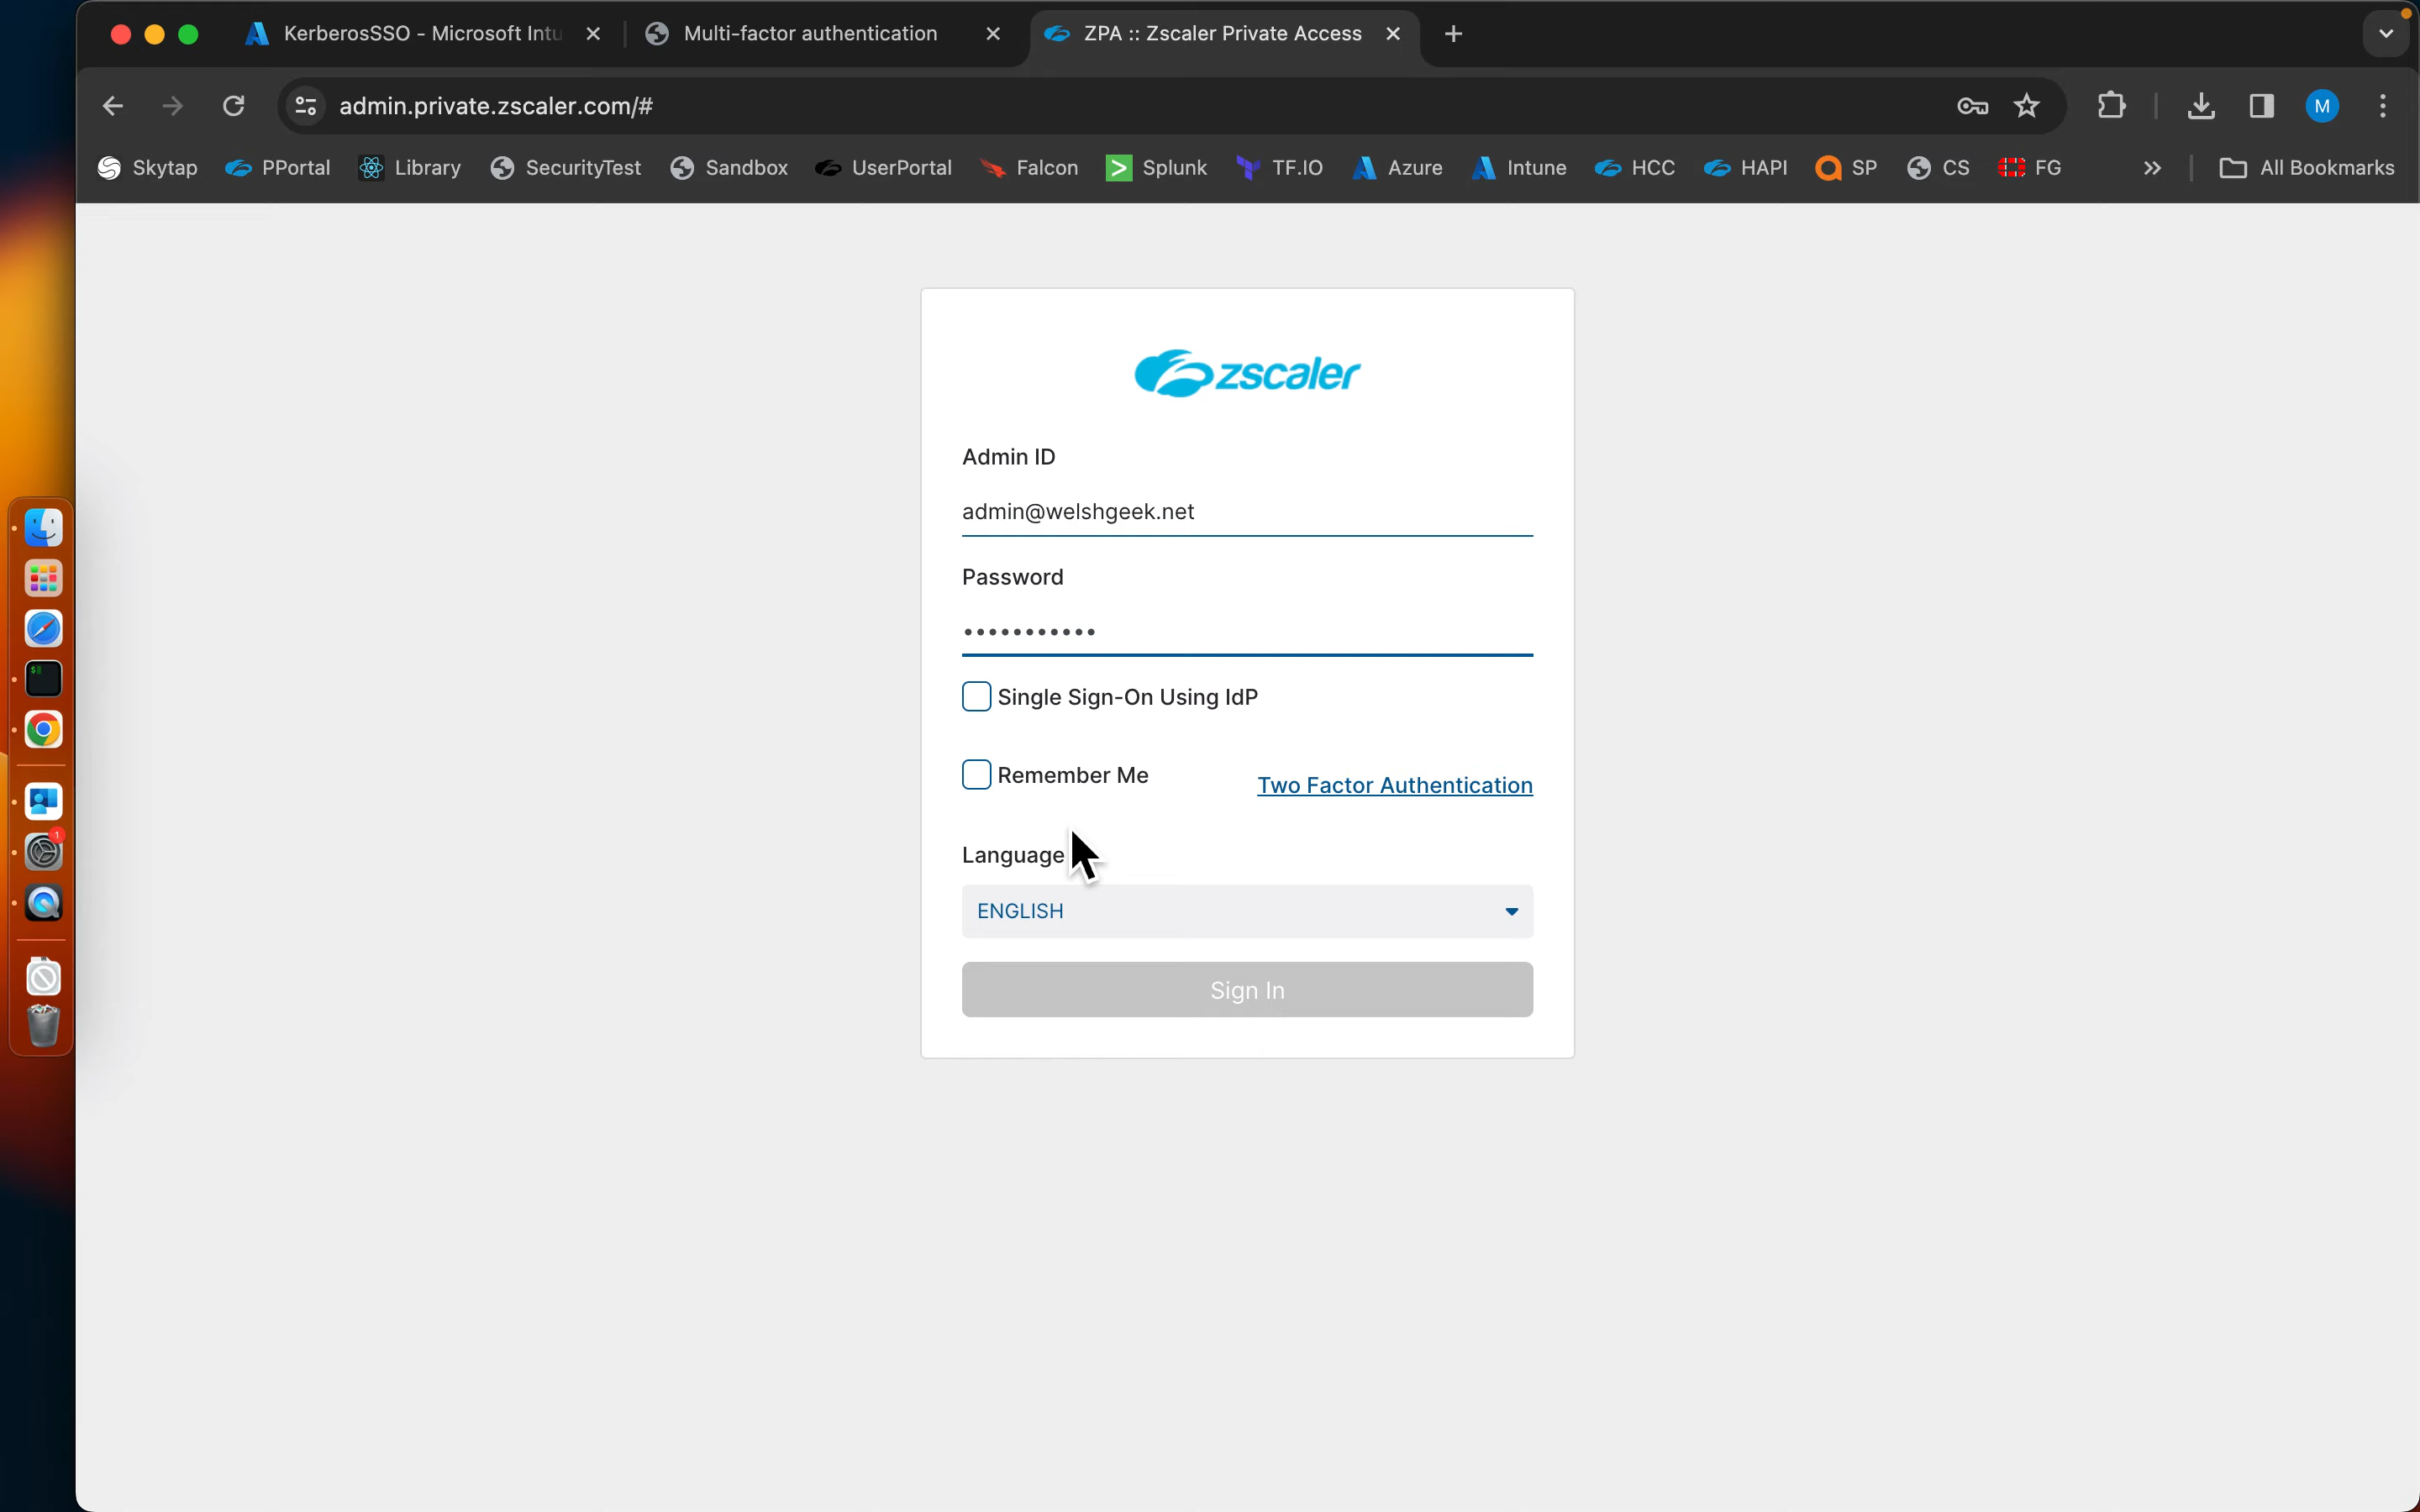 KerberosSSO - Microsoft Intu
Multi-factor authentication
ZPA :: Zscaler Private Access
admin.private.zscaler.com/#
M
Skytap
PPortal
Library
SecurityTest
Sandbox
UserPortal
Falcon
Splunk
TF.IO
Azure
Intune
HCC
HAPI
SP
CS
FG
All Bookmarks
zscaler
Admin ID
admin@welshgeek.net
Password
•••••••••••
Single Sign-On Using IdP
Remember Me
Two Factor Authentication
Language
ENGLISH
Sign In
1